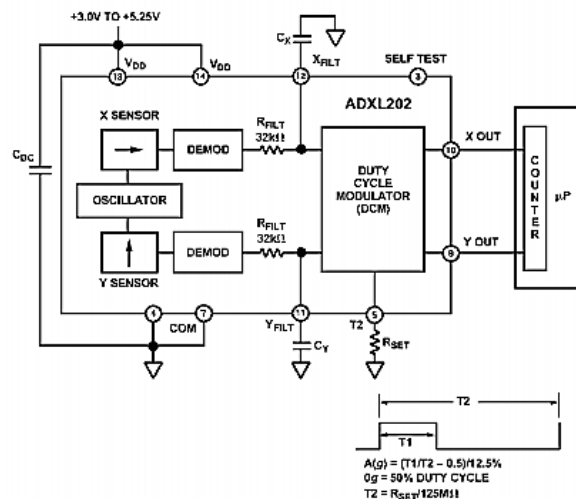 +3.0V TO +5.25V
CX
VDD
VDD
XFILT
SELF TEST
13
14
12
3
ADXL202
X SENSOR
RFILT
32kΩ
DEMOD
X OUT
10
CDC
OSCILLATOR
DUTY
CYCLE
MODULATOR
(DCM)
COUNTER
µP
RFILT
32kΩ
DEMOD
Y OUT
9
Y SENSOR
4
COM
7
YFILT
11
T2
5
CY
RSET
T2
T1
A(g) = (T1/T2 – 0.5)/12.5%
0g = 50% DUTY CYCLE
T2 = RSET/125MΩ